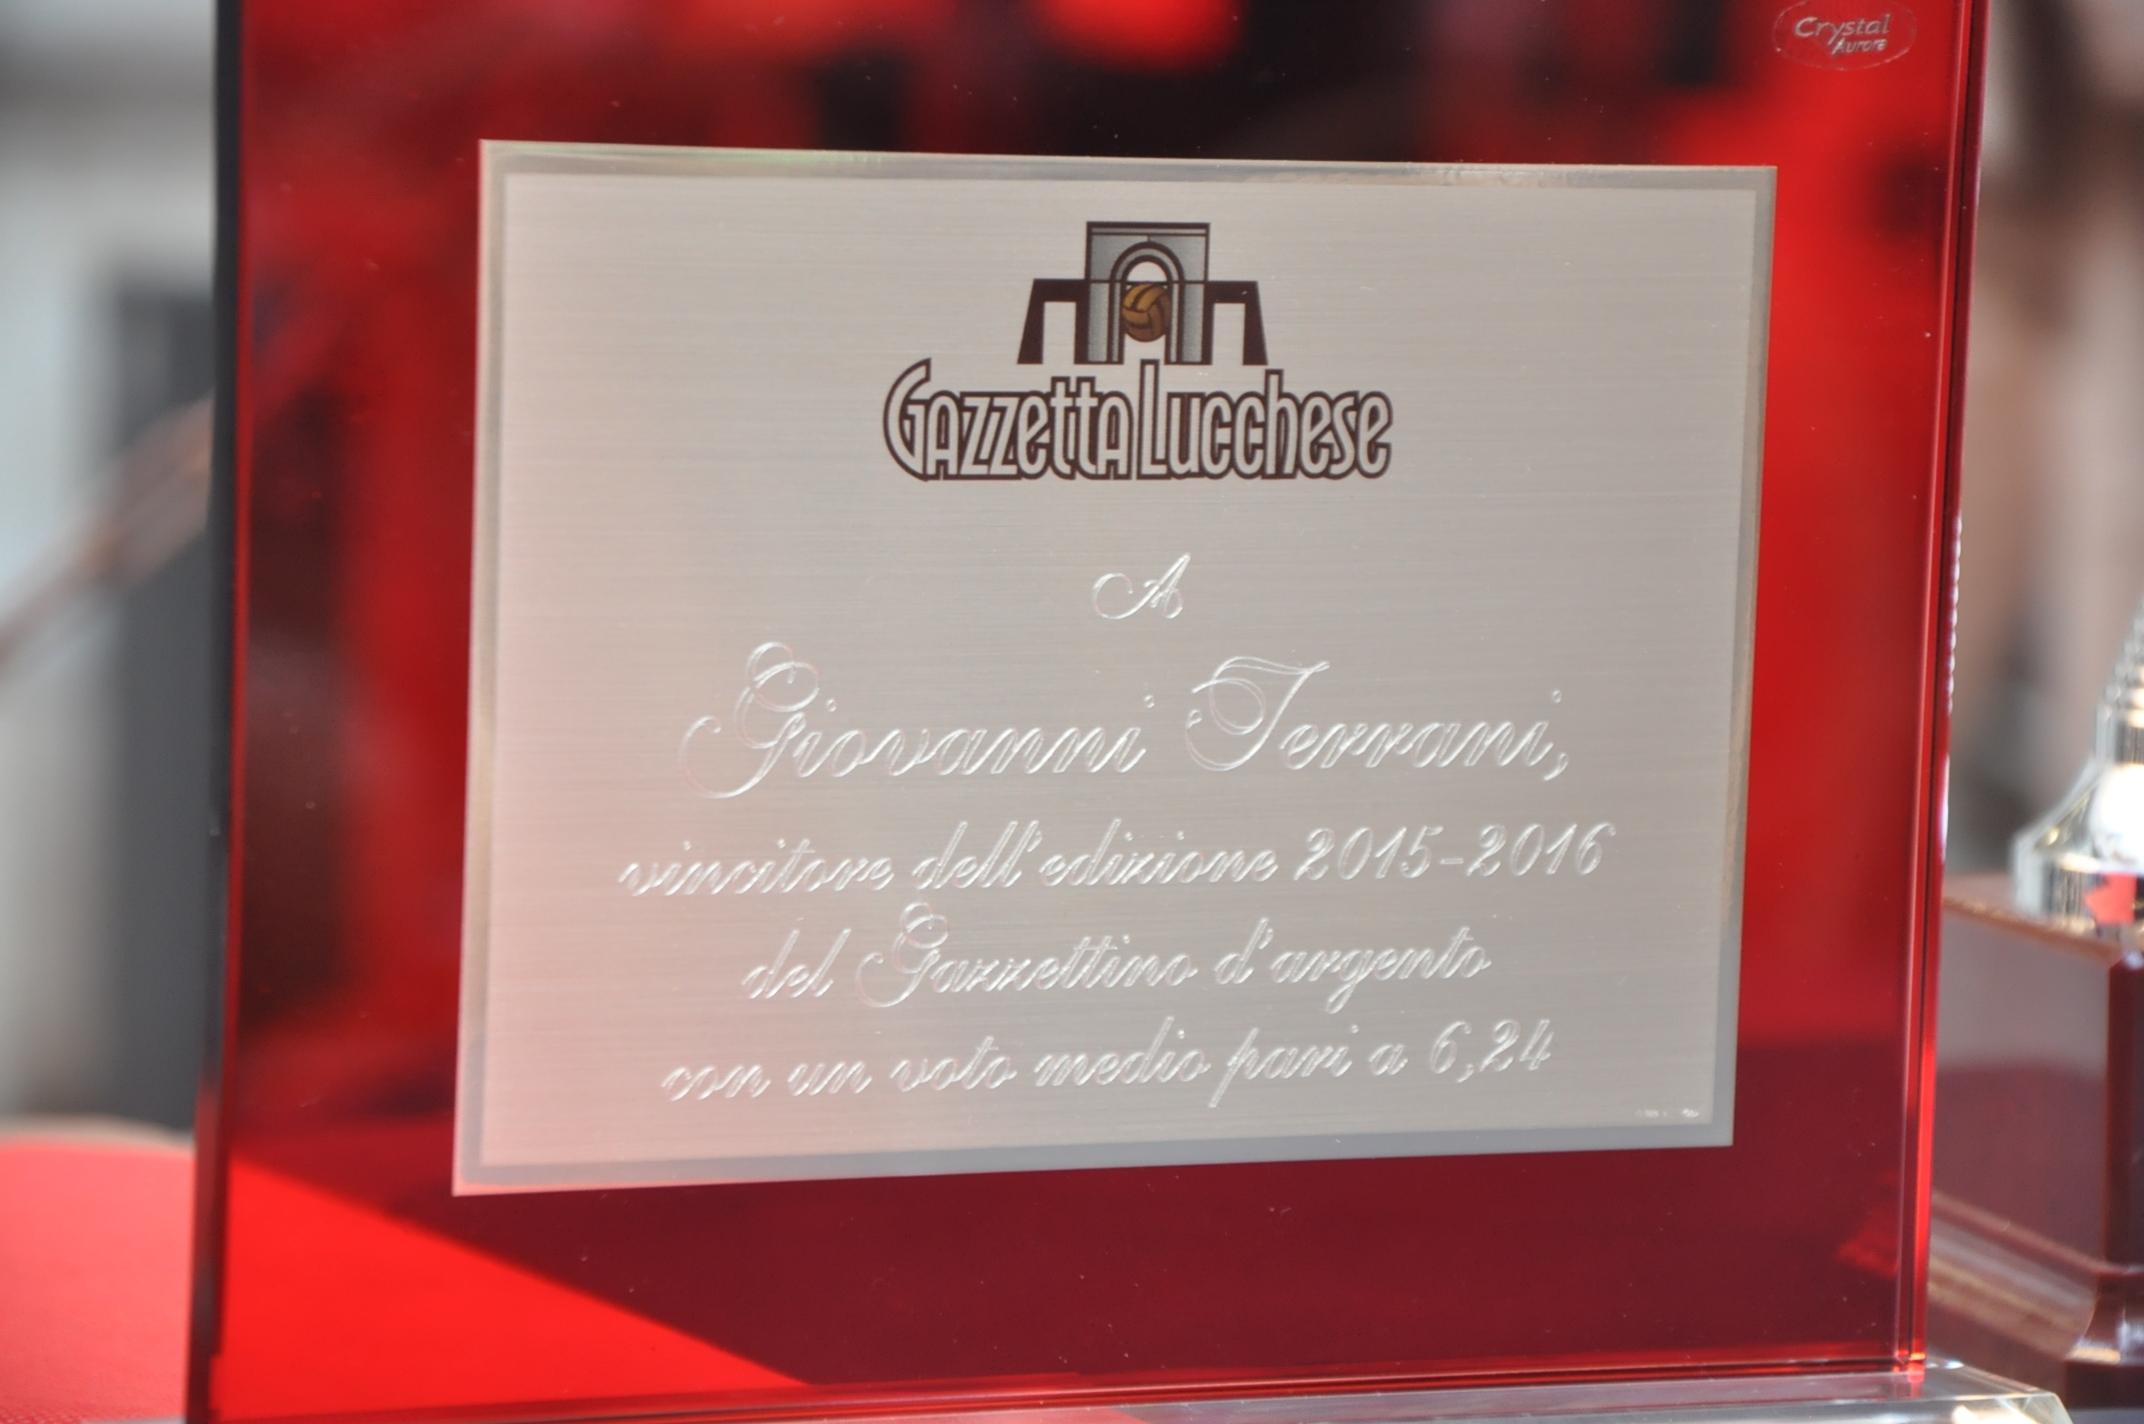 Crystal
Aurora
Gazzetta Lucchese
A
Giovanni Terrani,
vincitore dell'edizione 2015-2016
del Gazzettino d'argento
con un voto medio pari a 6,24